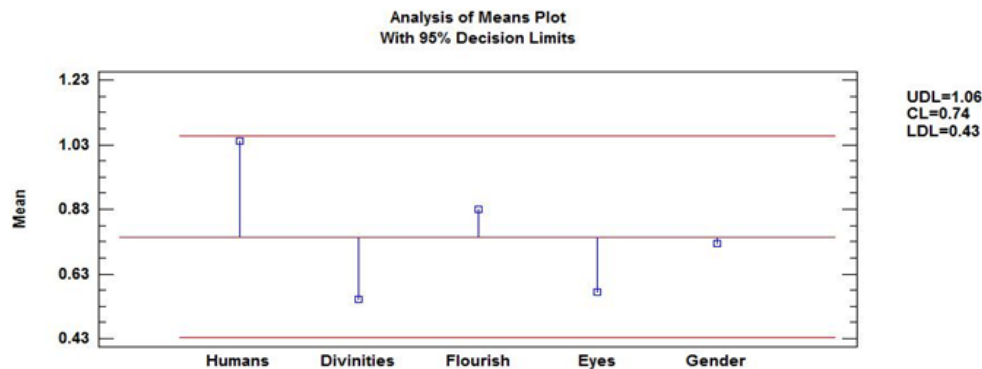 Analysis of Means Plot
With 95% Decision Limits
1.23
1.03
0.83
0.63
0.43
Mean
UDL=1.06
CL=0.74
LDL=0.43
Humans Divinities Flourish Eyes Gender